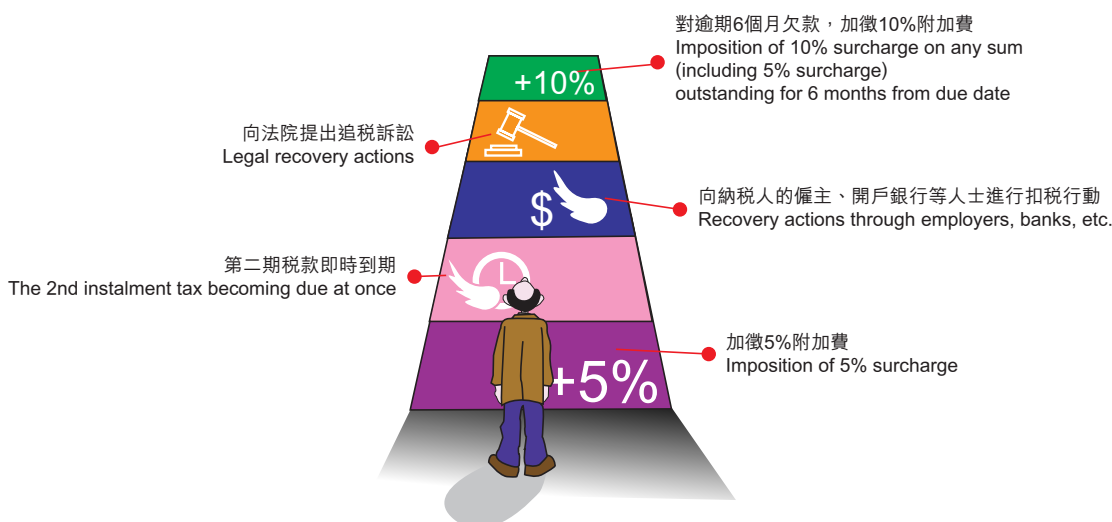 對逾期6個月欠款，加徵10%附加費
Imposition of 10% surcharge on any sum
(including 5% surcharge)
outstanding for 6 months from due date
+10%
向法院提出追稅訴訟
Legal recovery actions
向納稅人的僱主、開戶銀行等人士進行扣稅行動
Recovery actions through employers, banks, etc.
$
第二期稅款即時到期
The 2nd instalment tax becoming due at once
加徵5%附加費
Imposition of 5% surcharge
+5%